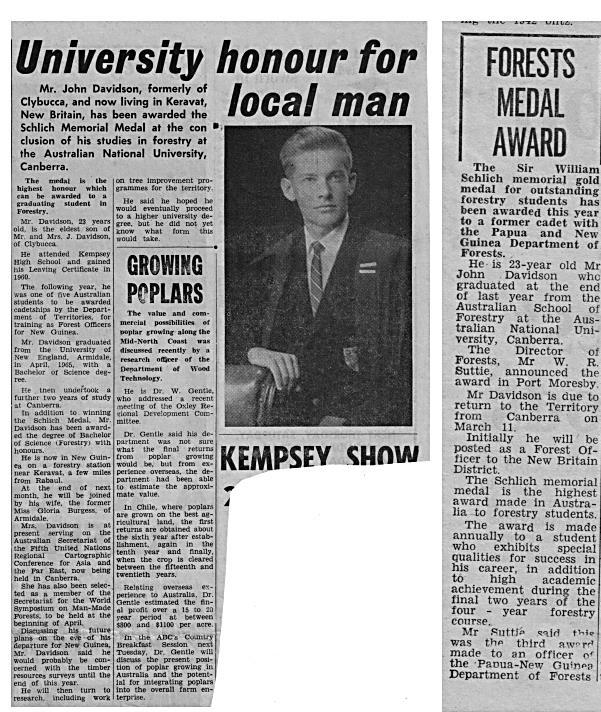 University honour for
local man
Mr. John Davidson, formerly of
Clybucca, and now living in Keravat,
New Britain, has been awarded the
Schlich Memorial Medal at the con
clusion of his studies in forestry at
the Australian National University,
Canberra.
The medal is the
highest honour which
can be awarded to a
graduating student in
Forestry.
Mr. Davidson, 23 years
old, is the eldest son of
Mr. and Mrs. J. Davidson,
of Clybucca.
He attended Kempsey
High School and gained
his Leaving Certificate in
1960.
The following year, he
was one of five Australian
students to be awarded
cadetships by the Depart-
ment of Territories, for
training as Forest Officers
for New Guinea.
Mr. Davidson graduated
from the University of
New England, Armidale,
in April, 1965, with a
Bachelor of Science deg-
ree.
He then undertook a
further two years of study
at Canberra.
In addition to winning
the Schlich Medal, Mr.
Davidson has been award-
ed the degree of Bachelor
of Science (Forestry) with
honours.
He is now in New Guin-
ea on a forestry station
near Keravat, a few miles
from Rabaul.
At the end of next
month, he will be joined
by his wife, the former
Miss Gloria Burgess, of
Armidale.
Mrs. Davidson is at
present serving on the
Australian Secretariat of
the Fifth United Nations
Regional Cartographic
Conference for Asia and
the Far East, now being
held in Canberra.
She has also been selec-
ted as a member of the
Secretariat for the World
Symposium on Man-Made
Forests, to be held at the
beginning of April.
Discussing his future
plans on the eve of his
departure for New Guinea,
Mr. Davidson said he
would probably be con-
cerned with the timber
resources surveys until the
end of this year.
He will then turn to
research, including work
on tree improvement pro-
grammes for the territory.
He said he hoped he
would eventually proceed
to a higher university de-
gree, but he did not yet
know what form this
would take.
GROWING
POPLARS
The value and com-
mercial possibilities of
poplar growing along the
Mid-North Coast was
discussed recently by a
research officer of the
Department of Wood
Technology.
He is Dr. W. Gentle,
who addressed a recent
meeting of the Oxley Re-
gional Development Com-
mittee.
Dr. Gentle said his de-
partment was not sure
what the final returns
from poplar growing
would be, but from ex-
perience overseas, the de-
partment had been able
to estimate the approxi-
mate value.
In Chile, where poplars
are grown on the best ag-
ricultural land, the first
returns are obtained about
the sixth year after estab-
lishment, again in the
tenth year and finally,
when the crop is cleared
between the fifteenth and
twentieth years.
Relating overseas ex-
perience to Australia, Dr.
Gentle estimated the fin-
al profit over a 15 to 20
year period at between
$800 and $1100 per acre.
In the ABC's Country
Breakfast Session next
Tuesday, Dr. Gentle will
discuss the present posi-
tion of poplar growing in
Australia and the poten-
tial for integrating poplars
into the overall farm en-
terprise.
KEMPSEY SHOW
the 1942 blitz.
FORESTS
MEDAL
AWARD
The Sir William
Schlich memorial gold
medal for outstanding
forestry students has
been awarded this year
to a former cadet with
the Papua and New
Guinea Department of
Forests.
He is 23-year old Mr
John Davidson who
graduated at the end
of last year from the
Australian School of
Forestry at the Aus-
tralian National Uni-
versity, Canberra.
The Director of
Forests, Mr W. R.
Suttie, announced the
award in Port Moresby.
Mr Davidson is due to
return to the Territory
from Canberra on
March 11.
Initially he will be
posted as a Forest Of-
ficer to the New Britain
District.
The Schlich memorial
medal is the highest
award made in Austra-
lia to forestry students.
The award is made
annually to a student
who exhibits special
qualities for success in
his career, in addition
to high academic
achievement during the
final two years of the
four - year forestry
course.
Mr Suttie said this
was the third award
made to an officer of
the Papua-New Guinea
Department of Forests